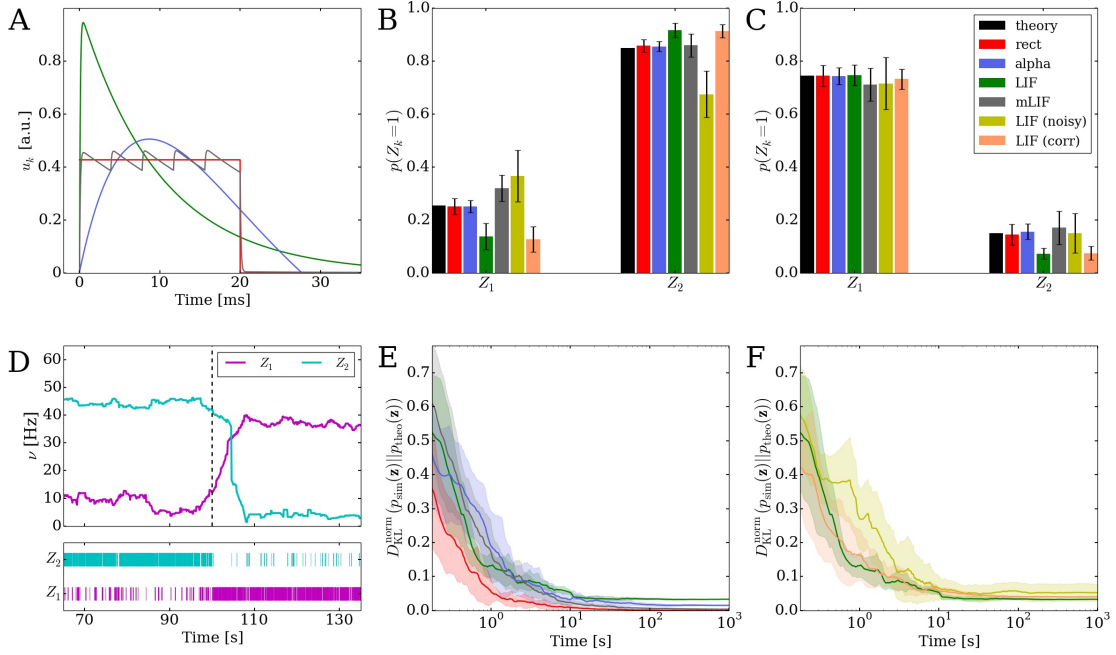 A
u_k [a.u.]
0.8
0.6
0.4
0.2
0
0
10
20
30
Time [ms]
B
p(Z_k=1)
1.0
0.8
0.6
0.4
0.2
0.0
Z_1
Z_2
C
p(Z_k=1)
1.0
0.8
0.6
0.4
0.2
0.0
Z_1
Z_2
theory
rect
alpha
LIF
mLIF
LIF (noisy)
LIF (corr)
D
ν [Hz]
60
50
40
30
20
10
0
Z_1
Z_2
Z_2
Z_1
70
90
110
130
Time [s]
E
D_KL^norm(p_sim(z)||p_theo(z))
0.7
0.6
0.5
0.4
0.3
0.2
0.1
0.0
10^0
10^1
10^2
10^3
Time [s]
F
D_KL^norm(p_sim(z)||p_theo(z))
0.7
0.6
0.5
0.4
0.3
0.2
0.1
0.0
10^0
10^1
10^2
10^3
Time [s]